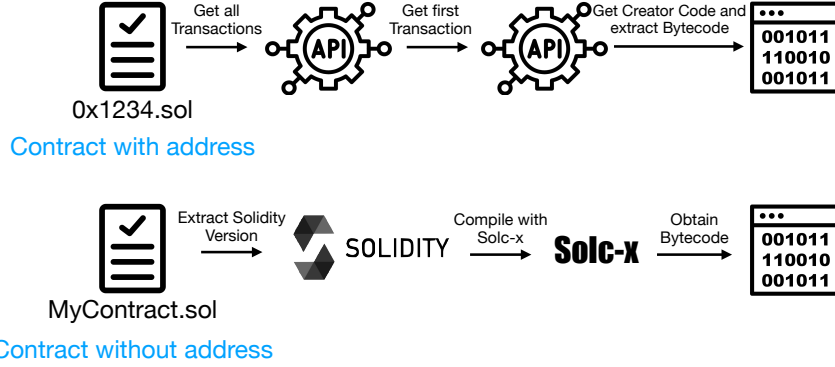 Get all
Transactions
API
Get first
Transaction
API
Get Creator Code and
extract Bytecode
001011
110010
001011
0x1234.sol
Contract with address
Extract Solidity
Version
SOLIDITY
Compile with
Solc-x
Solc-x
Obtain
Bytecode
001011
110010
001011
MyContract.sol
Contract without address